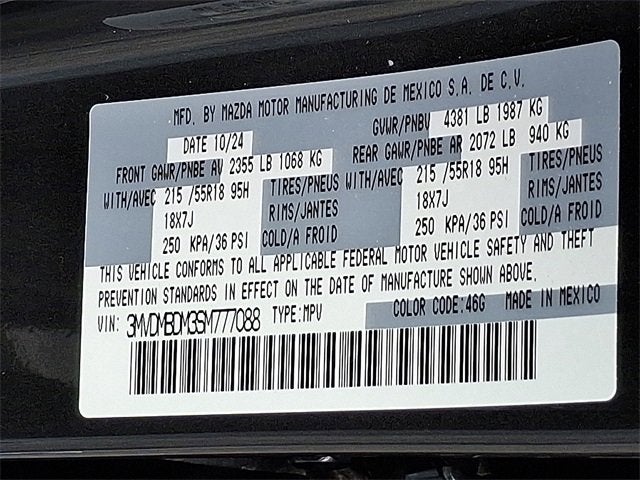 MFD. BY MAZDA MOTOR MANUFACTURING DE MEXICO S.A. DE C.V.
DATE 10/24 GVWR/PNBV 4381 LB 1987 KG
FRONT GAWR/PNBE AV 2355 LB 1068 KG REAR GAWR/PNBE AR 2072 LB 940 KG
WITH/AVEC 215 /55R18 95H TIRES/PNEUS WITH/AVEC 215 /55R18 95H TIRES/PNEUS
18X7J RIMS/JANTES 18X7J RIMS/JANTES
250 KPA/36 PSI COLD/A FROID 250 KPA/36 PSI COLD/A FROID
THIS VEHICLE CONFORMS TO ALL APPLICABLE FEDERAL MOTOR VEHICLE SAFETY AND THEFT
PREVENTION STANDARDS IN EFFECT ON THE DATE OF MANUFACTURE SHOWN ABOVE.
VIN: 3MVDMBDM3SM777088 TYPE:MPV COLOR CODE:46G MADE IN MEXICO